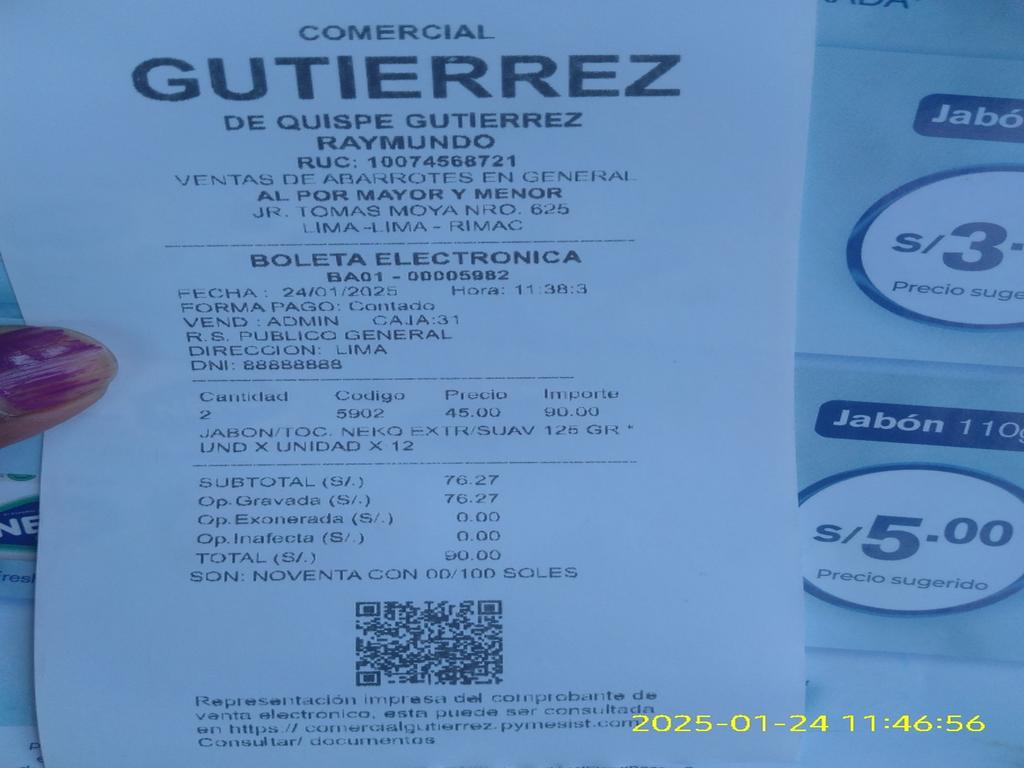 COMERCIAL
GUTIERREZ
DE QUISPE GUTIERREZ
RAYMUNDO
RUC: 10074568721
VENTAS DE ABARROTES EN GENERAL
AL POR MAYOR Y MENOR
JR. TOMAS MOYA NRO. 625
LIMA -LIMA - RIMAC
BOLETA ELECTRONICA
BA01 - 00005982
FECHA : 24/01/2025 Hora: 11:38:3
FORMA PAGO: Contado
VEND : ADMIN CAJA:31
R.S. PUBLICO GENERAL
DIRECCION: LIMA
DNI: 88888888
Cantidad Codigo Precio Importe
2 5902 45.00 90.00
JABON/TOC. NEKO EXTR/SUAV 125 GR *
UND X UNIDAD X 12
SUBTOTAL (S/.) 76.27
Op.Gravada (S/.) 76.27
Op.Exonerada (S/.) 0.00
Op.Inafecta (S/.) 0.00
TOTAL (S/.) 90.00
SON: NOVENTA CON 00/100 SOLES
Representación impresa del comprobante de
venta electrónico, esta puede ser consultada
en https:// comercialgutierrez.pymesist.com
Consultar/ documentos
Jabó
S/3.
Precio suge
Jabón 110g
S/5.00
Precio sugerido
NE
2025-01-24 11:46:56